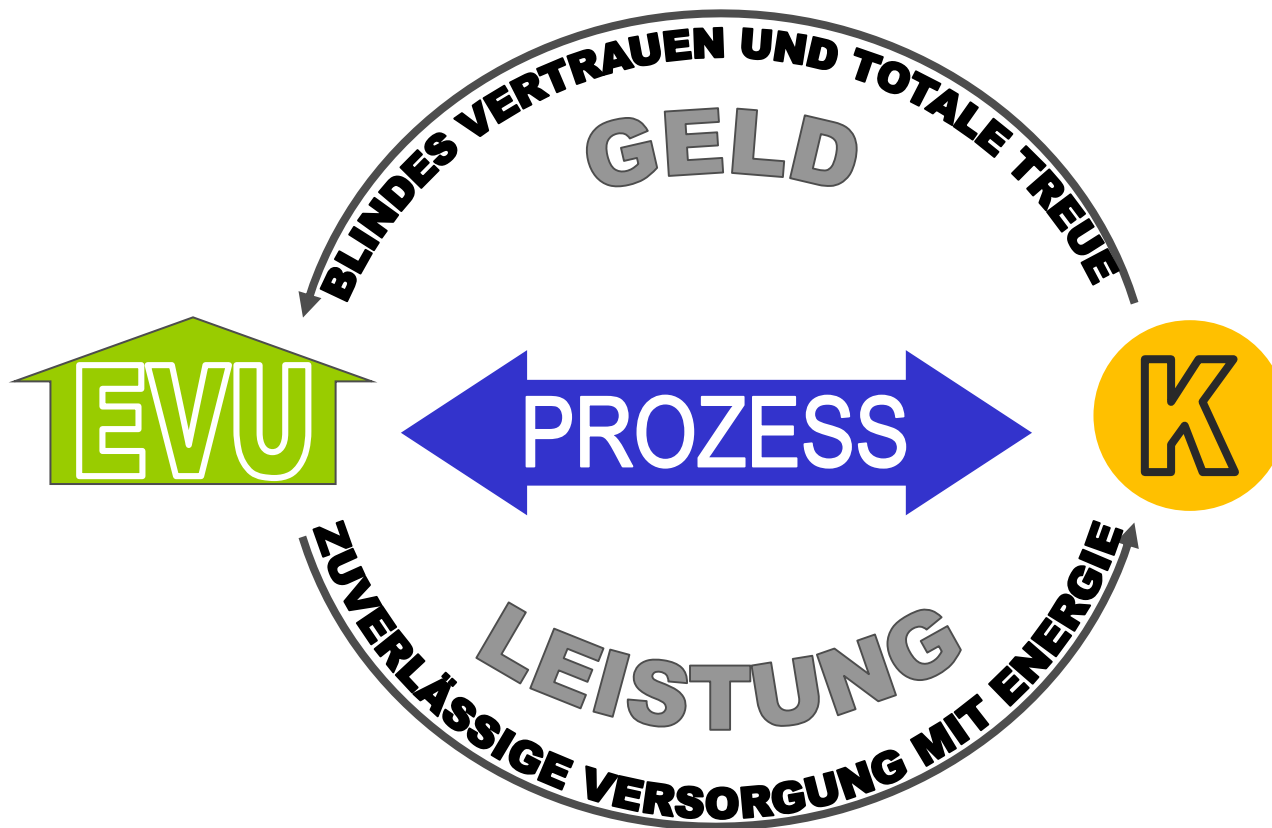 BLINDES VERTRAUEN UND TOTALE TREUE
GELD
EVU
PROZESS
K
LEISTUNG
ZUVERLÄSSIGE VERSORGUNG MIT ENERGIE